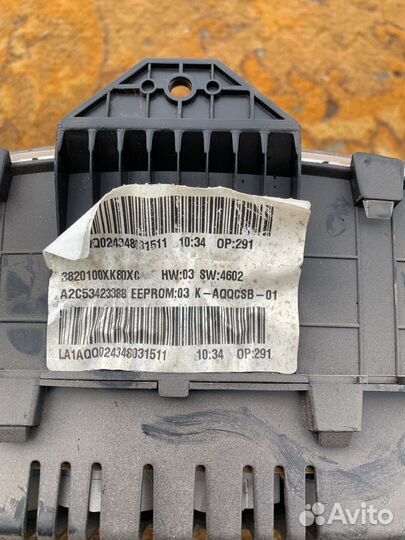 Q024348031511 10:34 OP:291
3820100XK80XC HW:03 SW:4602
A2C53423388 EEPROM:03 K-AQQCSB-01
LA1AQQ024348031511 10:34 OP:291
Avito